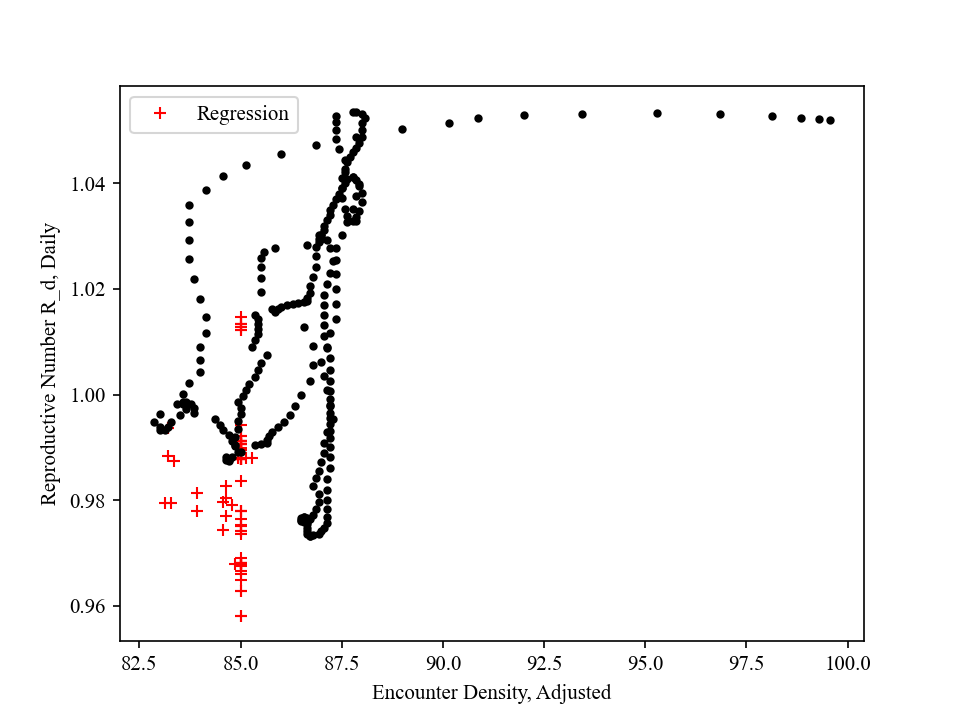 Regression
1.04
1.02
1.00
0.98
0.96
Reproductive Number R_d, Daily
82.5 85.0 87.5 90.0 92.5 95.0 97.5 100.0
Encounter Density, Adjusted